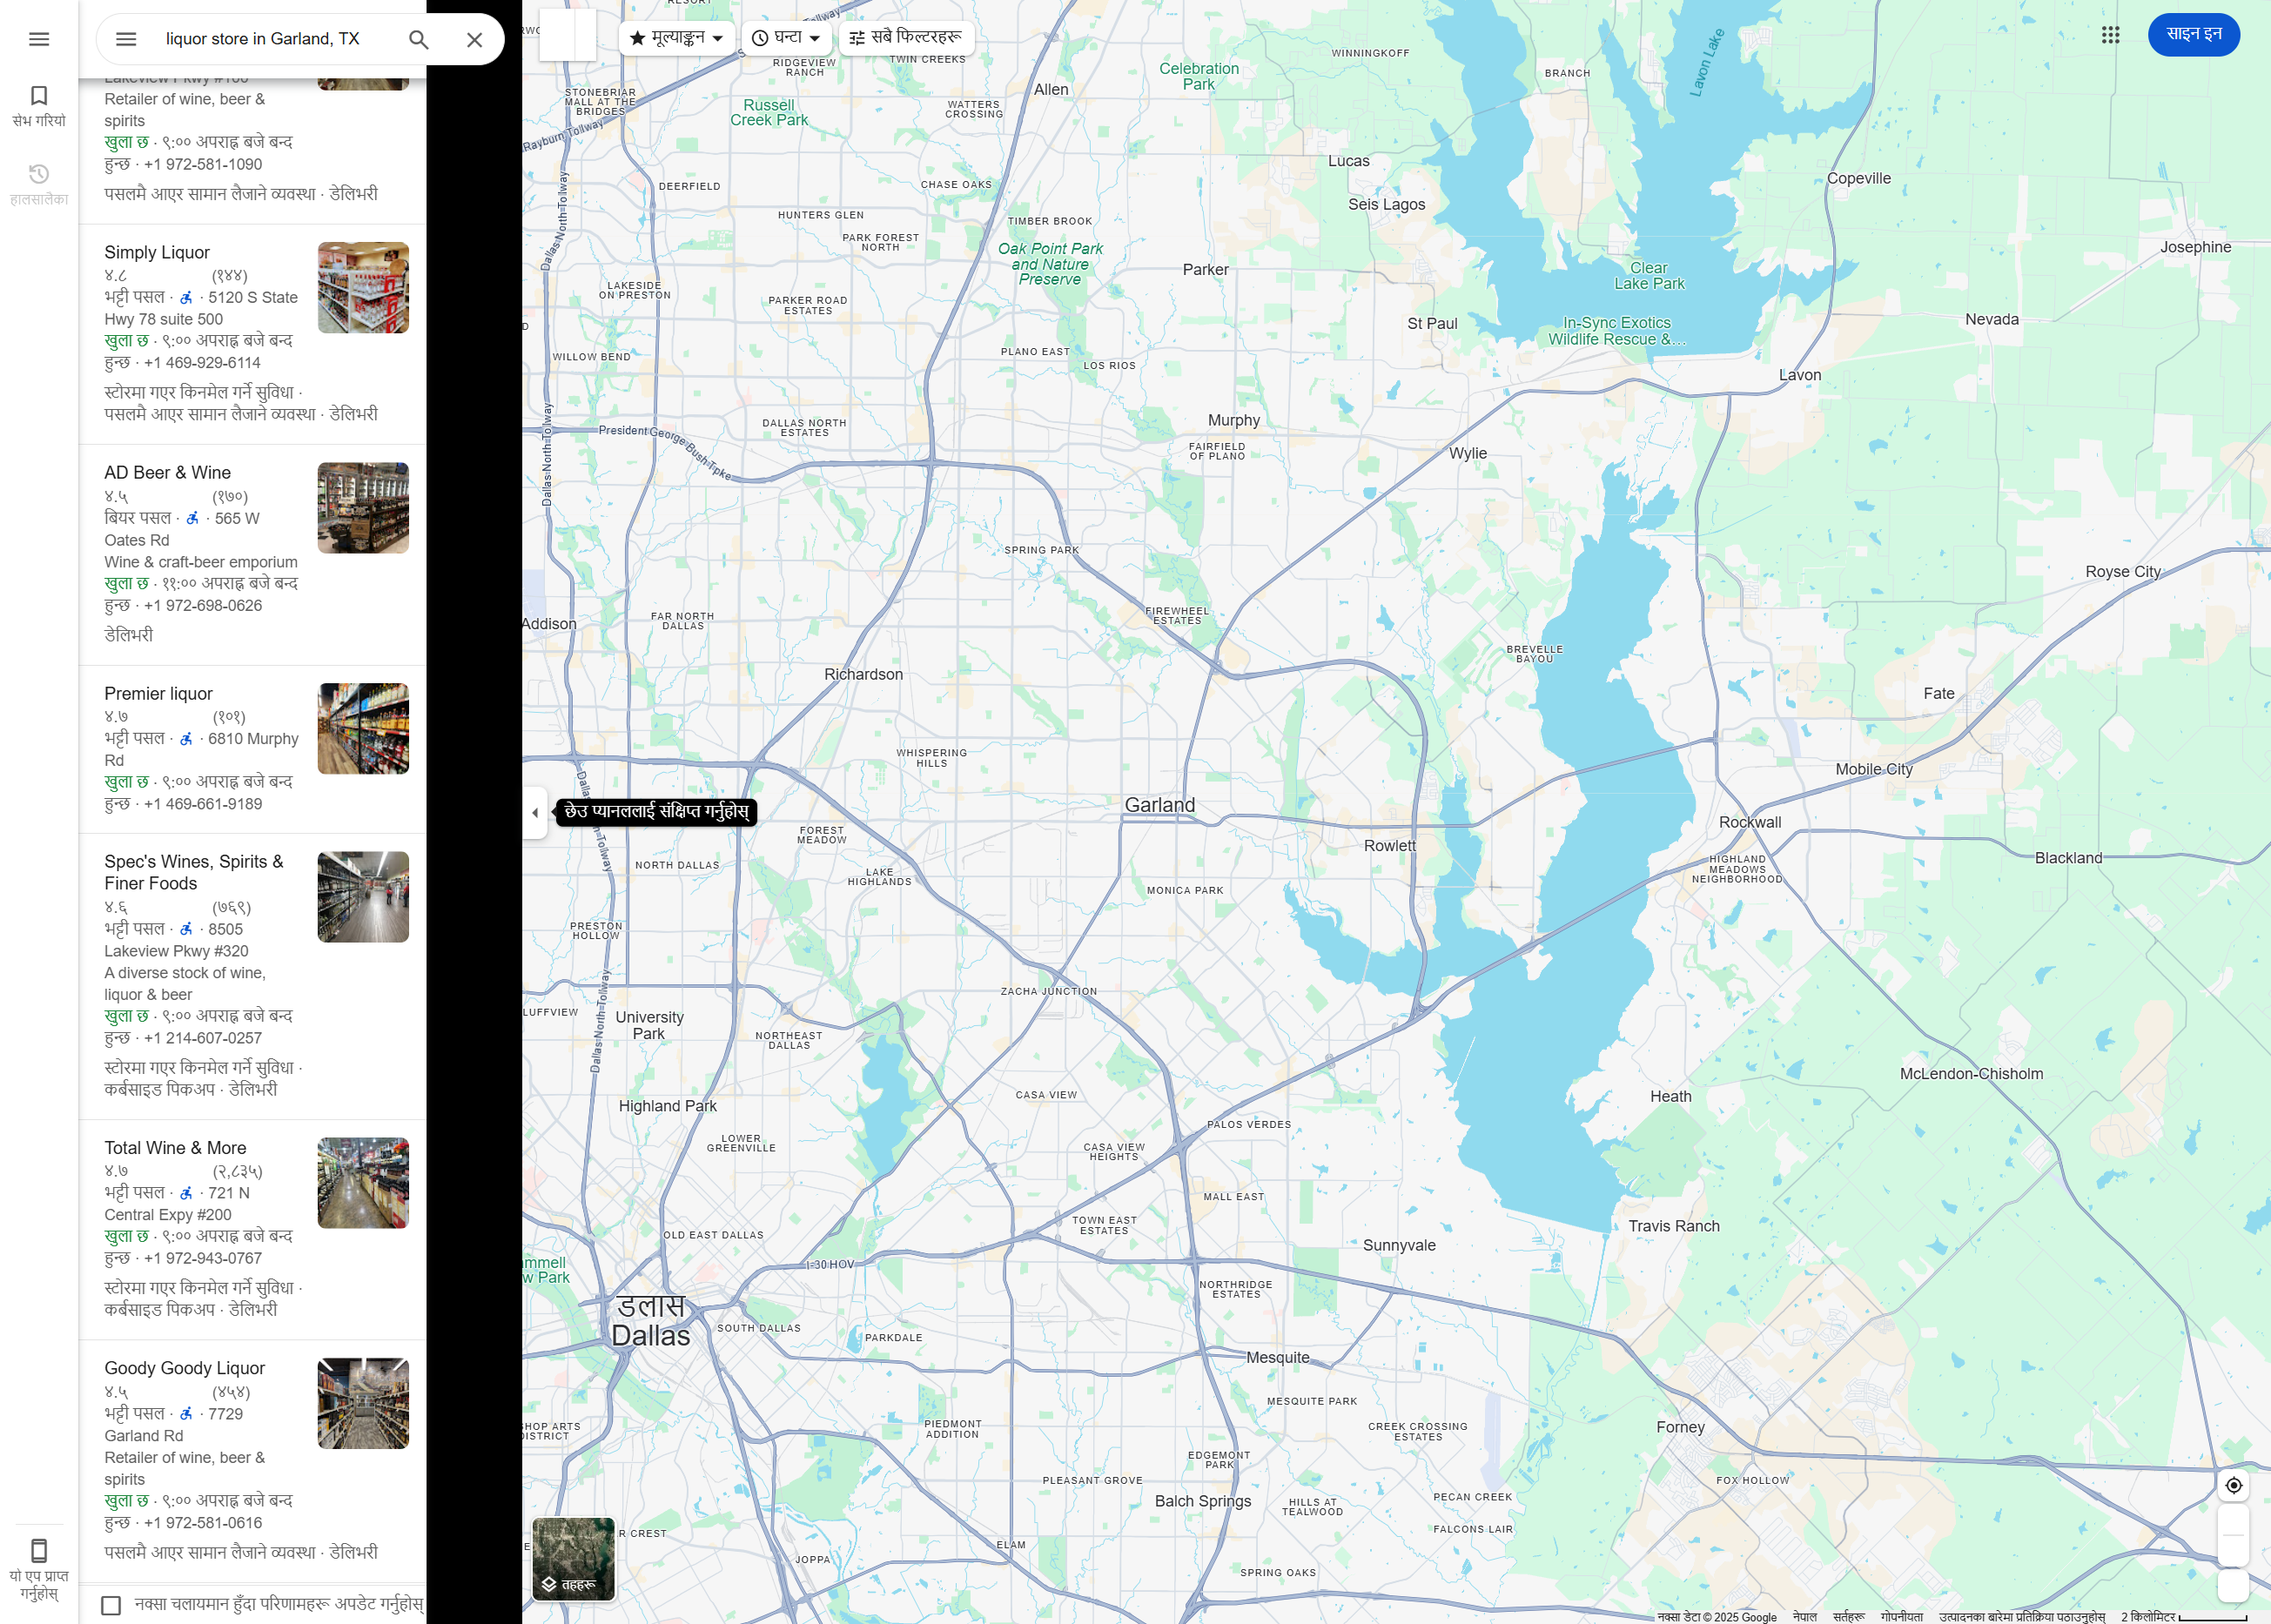 liquor store in Garland, TX
सेभ गरियो
हालसालैका
यो एप प्राप्त
गर्नुहोस्
Retailer of wine, beer &
spirits
खुला छ · ९:०० अपराह्न बजे बन्द
हुन्छ · +1 972-581-1090
पसलमै आएर सामान लैजाने व्यवस्था · डेलिभरी
Simply Liquor
४.८ (१४४)
भट्टी पसल · · 5120 S State
Hwy 78 suite 500
खुला छ · ९:०० अपराह्न बजे बन्द
हुन्छ · +1 469-929-6114
स्टोरमा गएर किनमेल गर्ने सुविधा ·
पसलमै आएर सामान लैजाने व्यवस्था · डेलिभरी
AD Beer & Wine
४.५ (१७०)
बियर पसल · · 565 W
Oates Rd
Wine & craft-beer emporium
खुला छ · ११:०० अपराह्न बजे बन्द
हुन्छ · +1 972-698-0626
डेलिभरी
Premier liquor
४.७ (१०१)
भट्टी पसल · · 6810 Murphy
Rd
खुला छ · ९:०० अपराह्न बजे बन्द
हुन्छ · +1 469-661-9189
Spec's Wines, Spirits &
Finer Foods
४.६ (७६९)
भट्टी पसल · · 8505
Lakeview Pkwy #320
A diverse stock of wine,
liquor & beer
खुला छ · ९:०० अपराह्न बजे बन्द
हुन्छ · +1 214-607-0257
स्टोरमा गएर किनमेल गर्ने सुविधा ·
कर्बसाइड पिकअप · डेलिभरी
Total Wine & More
४.७ (२,८३५)
भट्टी पसल · · 721 N
Central Expy #200
खुला छ · ९:०० अपराह्न बजे बन्द
हुन्छ · +1 972-943-0767
स्टोरमा गएर किनमेल गर्ने सुविधा ·
कर्बसाइड पिकअप · डेलिभरी
Goody Goody Liquor
४.५ (४५४)
भट्टी पसल · · 7729
Garland Rd
Retailer of wine, beer &
spirits
खुला छ · ९:०० अपराह्न बजे बन्द
हुन्छ · +1 972-581-0616
पसलमै आएर सामान लैजाने व्यवस्था · डेलिभरी
नक्सा चलायमान हुँदा परिणामहरू अपडेट गर्नुहोस्
मूल्याङ्कन
घन्टा
सबै फिल्टरहरू
साइन इन
छेउ प्यानललाई संक्षिप्त गर्नुहोस्
तहहरू
RESORT
RIDGEVIEW
RANCH
TWIN CREEKS
WINNINGKOFF
BRANCH
Celebration
Park
Lavon Lake
Allen
STONEBRIAR
MALL AT THE
BRIDGES
Russell
Creek Park
WATTERS
CROSSING
Rayburn Tollway
Lucas
Copeville
DEERFIELD
CHASE OAKS
Seis Lagos
HUNTERS GLEN
TIMBER BROOK
PARK FOREST
NORTH
Oak Point Park
and Nature
Preserve
Josephine
Dallas North Tollway
Parker
Clear
Lake Park
LAKESIDE
ON PRESTON
PARKER ROAD
ESTATES
St Paul
In-Sync Exotics
Wildlife Rescue &...
Nevada
WILLOW BEND
PLANO EAST
LOS RIOS
Lavon
Dallas North Tollway
DALLAS NORTH
ESTATES
Murphy
President George Bush Tpke
FAIRFIELD
OF PLANO
Wylie
SPRING PARK
Royse City
Addison
FAR NORTH
DALLAS
FIREWHEEL
ESTATES
BREVELLE
BAYOU
Richardson
Fate
WHISPERING
HILLS
Mobile City
Garland
FOREST
MEADOW
Rockwall
Rowlett
NORTH DALLAS
LAKE
HIGHLANDS
HIGHLAND
MEADOWS
NEIGHBORHOOD
Blackland
MONICA PARK
PRESTON
HOLLOW
ZACHA JUNCTION
LUFFVIEW
University
Park
Dallas North Tollway
NORTHEAST
DALLAS
McLendon-Chisholm
CASA VIEW
Heath
Highland Park
LOWER
GREENVILLE
PALOS VERDES
CASA VIEW
HEIGHTS
MALL EAST
TOWN EAST
ESTATES
Travis Ranch
OLD EAST DALLAS
Sunnyvale
ammell
w Park
I-30 HOV
NORTHRIDGE
ESTATES
डलास
Dallas
SOUTH DALLAS
PARKDALE
Mesquite
MESQUITE PARK
SHOP ARTS
DISTRICT
PIEDMONT
ADDITION
CREEK CROSSING
ESTATES
Forney
EDGEMONT
PARK
PLEASANT GROVE
FOX HOLLOW
Balch Springs
HILLS AT
TEALWOOD
PECAN CREEK
R CREST
FALCONS LAIR
ELAM
JOPPA
SPRING OAKS
नक्सा डेटा © 2025 Google नेपाल सर्तहरू गोपनीयता उत्पादनका बारेमा प्रतिक्रिया पठाउनुहोस् 2 किलोमिटर